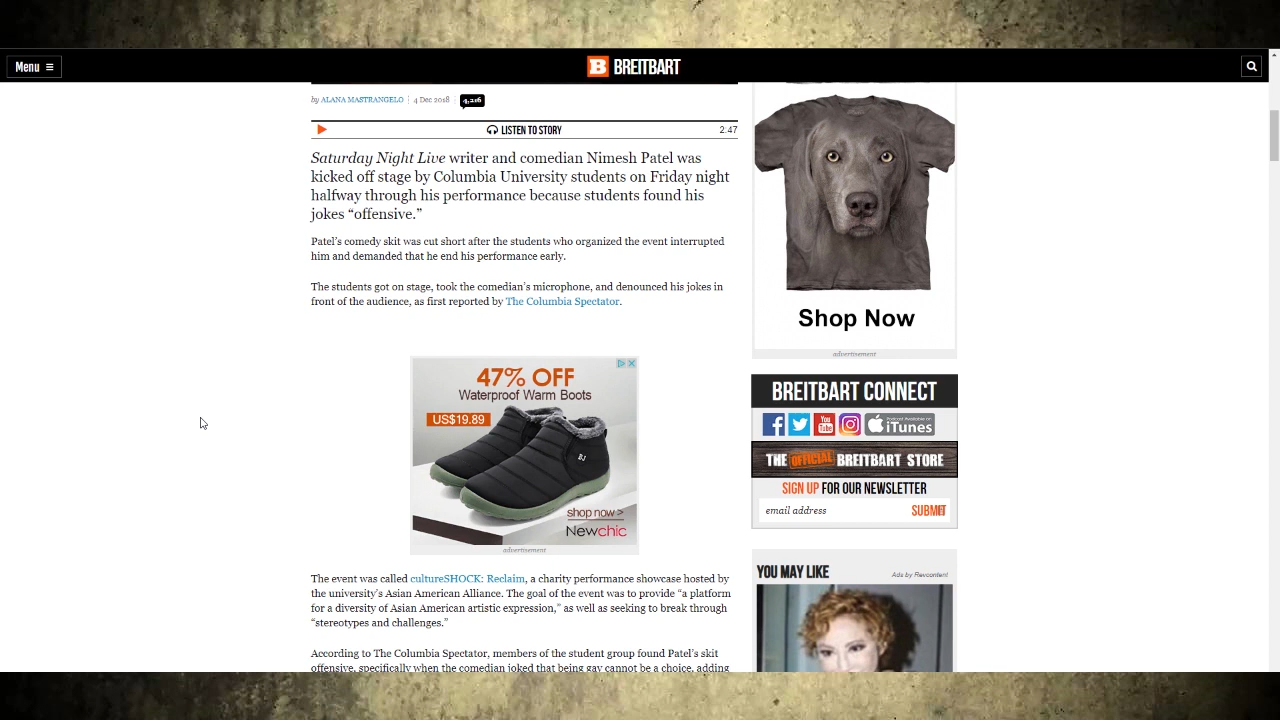 Menu
BREITBART
by ALANA MASTRANGELO 4 Dec 2018 4,216
LISTEN TO STORY 2:47
Saturday Night Live writer and comedian Nimesh Patel was
kicked off stage by Columbia University students on Friday night
halfway through his performance because students found his
jokes “offensive.”
Patel’s comedy skit was cut short after the students who organized the event interrupted
him and demanded that he end his performance early.
The students got on stage, took the comedian’s microphone, and denounced his jokes in
front of the audience, as first reported by The Columbia Spectator.
47% OFF
Waterproof Warm Boots
US$19.89
BJ
shop now >
Newchic
advertisement
The event was called cultureSHOCK: Reclaim, a charity performance showcase hosted by
the university’s Asian American Alliance. The goal of the event was to provide “a platform
for a diversity of Asian American artistic expression,” as well as seeking to break through
“stereotypes and challenges.”
According to The Columbia Spectator, members of the student group found Patel’s skit
offensive, specifically when the comedian joked that being gay cannot be a choice, adding
Shop Now
advertisement
BREITBART CONNECT
You Tube
Podcast Available on
iTunes
THE OFFICIAL BREITBART STORE
SIGN UP FOR OUR NEWSLETTER
email address SUBMIT
YOU MAY LIKE Ads by Revcontent